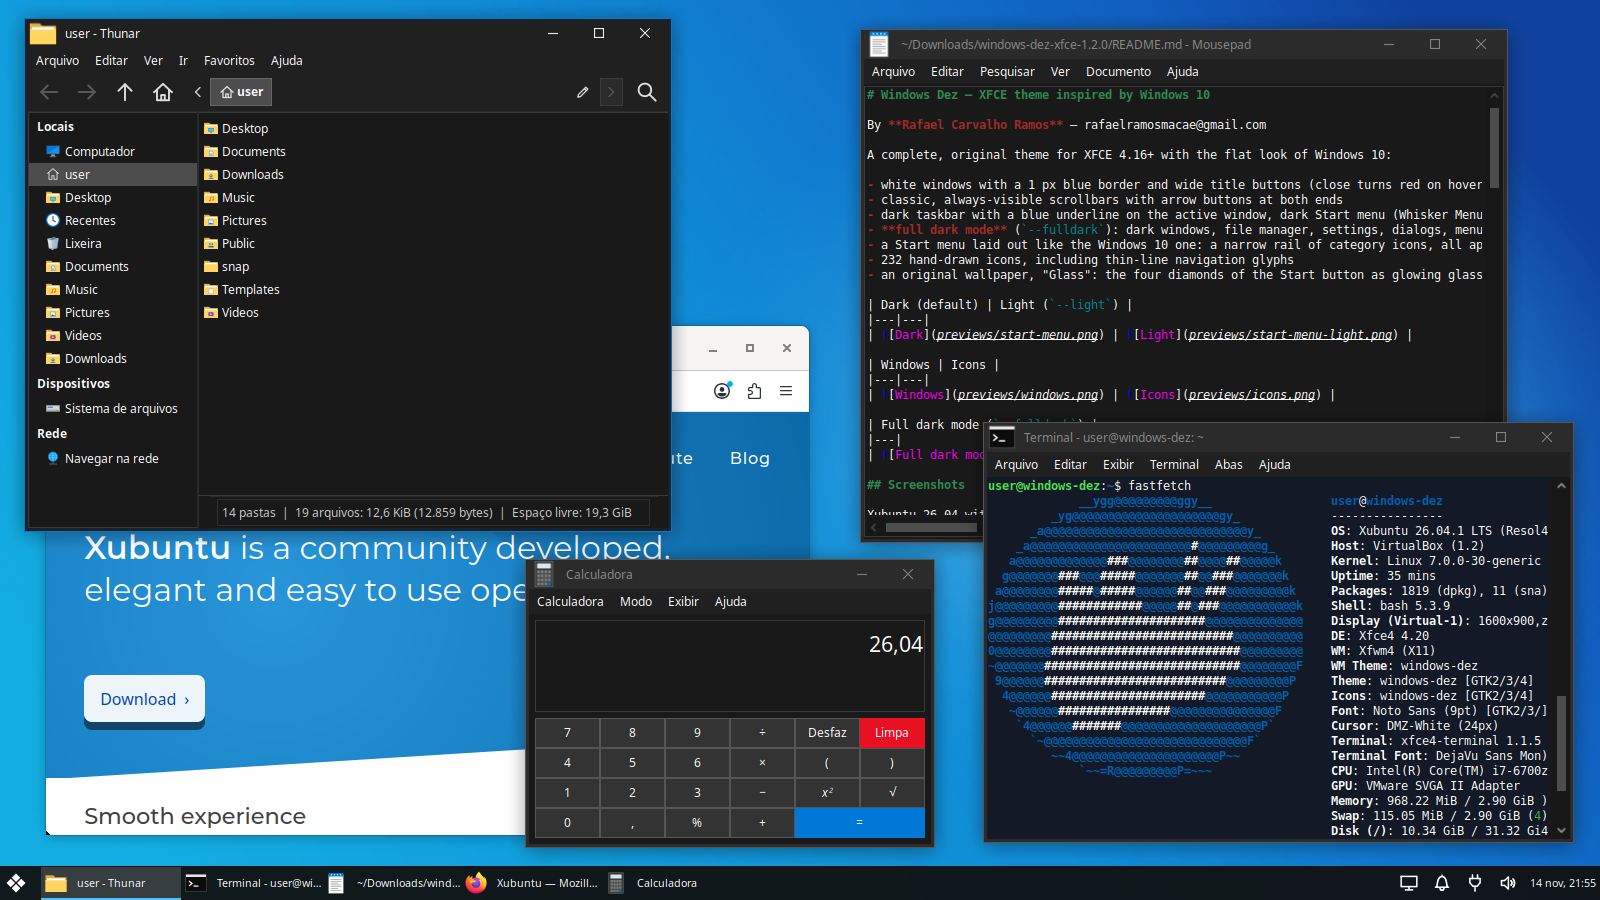 user - Thunar
Arquivo Editar Ver Ir Favoritos Ajuda
user
Locais
Computador
user
Desktop
Recentes
Lixeira
Documents
Music
Pictures
Videos
Downloads
Dispositivos
Sistema de arquivos
Rede
Navegar na rede
Desktop
Documents
Downloads
Music
Pictures
Public
snap
Templates
Videos
14 pastas | 19 arquivos: 12,6 KiB (12.859 bytes) | Espaço livre: 19,3 GiB
~/Downloads/windows-dez-xfce-1.2.0/README.md - Mousepad
Arquivo Editar Pesquisar Ver Documento Ajuda
# Windows Dez — XFCE theme inspired by Windows 10
By **Rafael Carvalho Ramos** — rafaelramosmacae@gmail.com
A complete, original theme for XFCE 4.16+ with the flat look of Windows 10:
- white windows with a 1 px blue border and wide title buttons (close turns red on hover
- classic, always-visible scrollbars with arrow buttons at both ends
- dark taskbar with a blue underline on the active window, dark Start menu (Whisker Menu
- **full dark mode** (`--fulldark`): dark windows, file manager, settings, dialogs, menu
- a Start menu laid out like the Windows 10 one: a narrow rail of category icons, all ap
- 232 hand-drawn icons, including thin-line navigation glyphs
- an original wallpaper, "Glass": the four diamonds of the Start button as glowing glass
| Dark (default) | Light (`--light`) |
|---|---|
| ![Dark](previews/start-menu.png) | ![Light](previews/start-menu-light.png) |
| Windows | Icons |
|---|---|
| ![Windows](previews/windows.png) | ![Icons](previews/icons.png) |
| Full dark mode
|---|
| ![Full dark mod
## Screenshots
Xubuntu 26.04 wit
ute Blog
Xubuntu is a community developed,
elegant and easy to use ope
Download ›
Smooth experience
Calculadora
Calculadora Modo Exibir Ajuda
26,04
7 8 9 ÷ Desfaz Limpa
4 5 6 × ( )
1 2 3 − x² √
0 , % + =
Terminal - user@windows-dez: ~
Arquivo Editar Exibir Terminal Abas Ajuda
user@windows-dez:~$ fastfetch
user@windows-dez
----------------
OS: Xubuntu 26.04.1 LTS (Resol4
Host: VirtualBox (1.2)
Kernel: Linux 7.0.0-30-generic
Uptime: 35 mins
Packages: 1819 (dpkg), 11 (sna)
Shell: bash 5.3.9
Display (Virtual-1): 1600x900,z
DE: Xfce4 4.20
WM: Xfwm4 (X11)
WM Theme: windows-dez
Theme: windows-dez [GTK2/3/4]
Icons: windows-dez [GTK2/3/4]
Font: Noto Sans (9pt) [GTK2/3/]
Cursor: DMZ-White (24px)
Terminal: xfce4-terminal 1.1.5
Terminal Font: DejaVu Sans Mon)
CPU: Intel(R) Core(TM) i7-6700z
GPU: VMware SVGA II Adapter
Memory: 968.22 MiB / 2.90 GiB )
Swap: 115.05 MiB / 2.90 GiB (4)
Disk (/): 10.34 GiB / 31.32 Gi4
user - Thunar Terminal - user@wi... ~/Downloads/wind... Xubuntu — Mozill... Calculadora 14 nov, 21:55